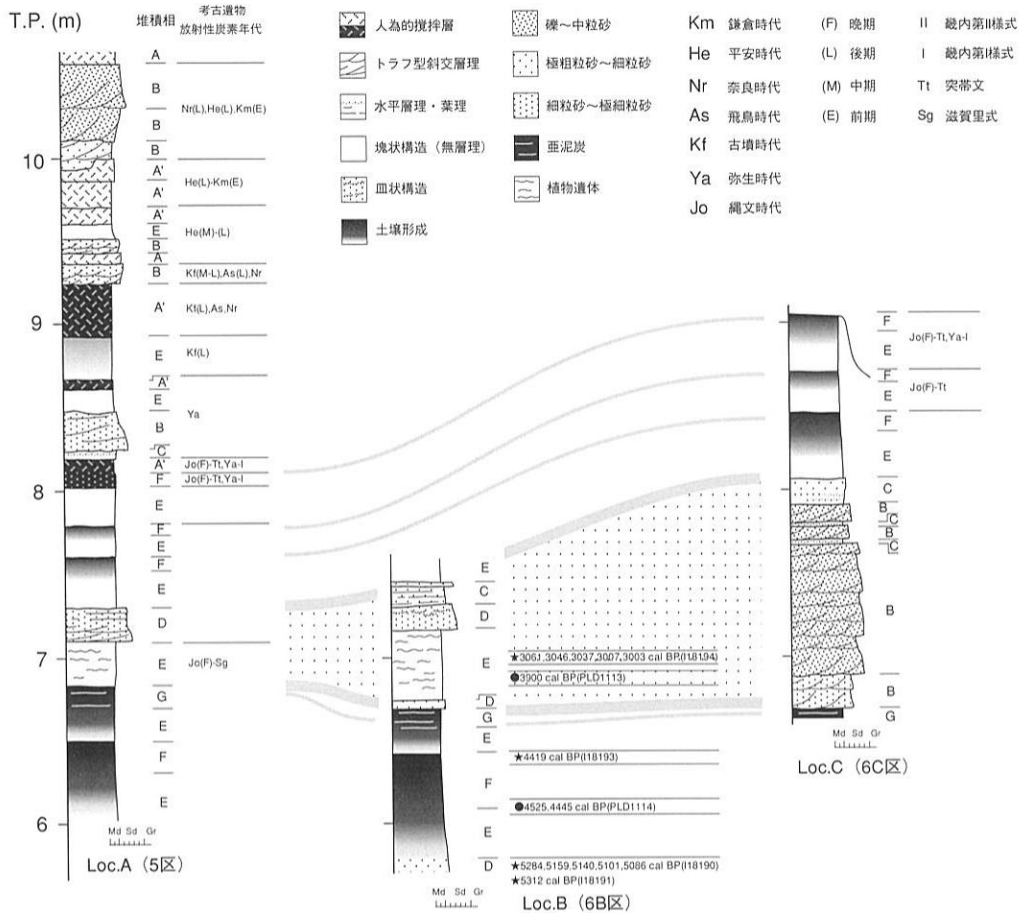 T.P. (m)
堆積相
考古遺物
放射性炭素年代
人為的撹拌層
トラフ型斜交層理
水平層理・葉理
塊状構造（無層理）
皿状構造
土壌形成
礫～中粒砂
極粗粒砂～細粒砂
細粒砂～極細粒砂
亜泥炭
植物遺体
Km 鎌倉時代
He 平安時代
Nr 奈良時代
As 飛鳥時代
Kf 古墳時代
Ya 弥生時代
Jo 縄文時代
(F) 晩期
(L) 後期
(M) 中期
(E) 前期
II 畿内第II様式
I 畿内第I様式
Tt 突帯文
Sg 滋賀里式
10
9
8
7
6
A
B
B
B
A'
A'
A'
E
B
A
B
A'
E
A'
E
B
C
A'
F
E
F
E
F
E
D
E
G
E
F
E
Nr(L),He(L),Km(E)
He(L)-Km(E)
He(M)-(L)
Kf(M-L),As(L),Nr
Kf(L),As,Nr
Kf(L)
Ya
Jo(F)-Tt,Ya-I
Jo(F)-Tt,Ya-I
Jo(F)-Sg
Md Sd Gr
Loc.A（5区）
E
C
D
E
D
G
E
F
E
D
★3061,3046,3037,3007,3003 cal BP(I18194)
●3900 cal BP(PLD1113)
★4419 cal BP(I18193)
●4525,4445 cal BP(PLD1114)
★5284,5159,5140,5101,5086 cal BP(I18190)
★5312 cal BP(I18191)
Md Sd Gr
Loc.B（6B区）
F
E
F
E
F
E
C
B
C
B
C
B
B
G
Jo(F)-Tt,Ya-I
Jo(F)-Tt
Md Sd Gr
Loc.C（6C区）